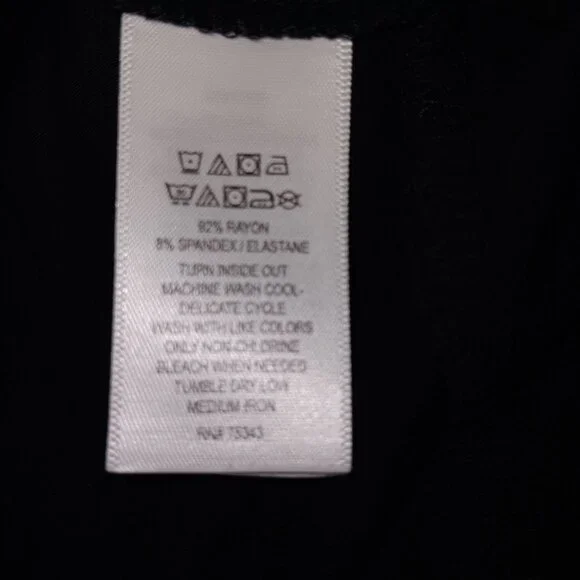 92% RAYON
8% SPANDEX / ELASTANE
TURN INSIDE OUT
MACHINE WASH COOL-
DELICATE CYCLE
WASH WITH LIKE COLORS
ONLY NON-CHLORINE
BLEACH WHEN NEEDED
TUMBLE DRY LOW
MEDIUM IRON
RN# 75343